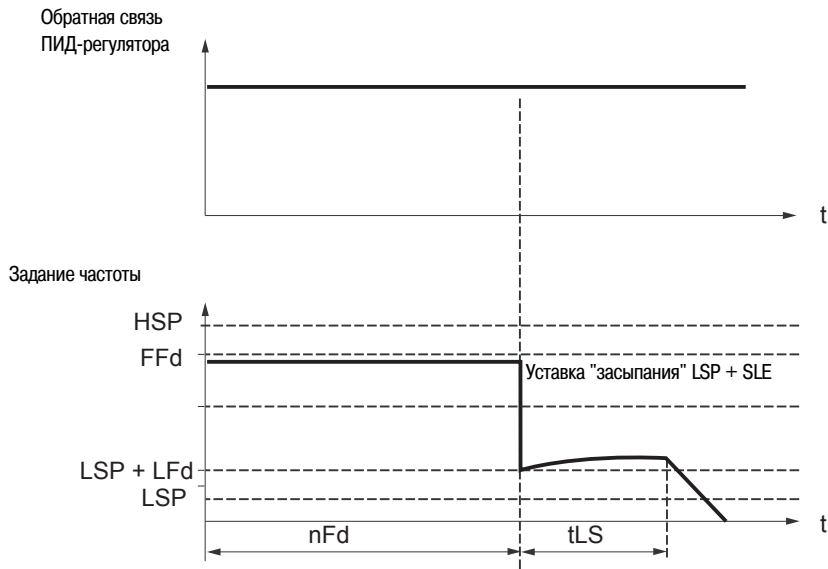 Обратная связь
ПИД-регулятора
t
Задание частоты
HSP
FFd
Уставка "засыпания" LSP + SLE
LSP + LFd
LSP
t
nFd
tLS